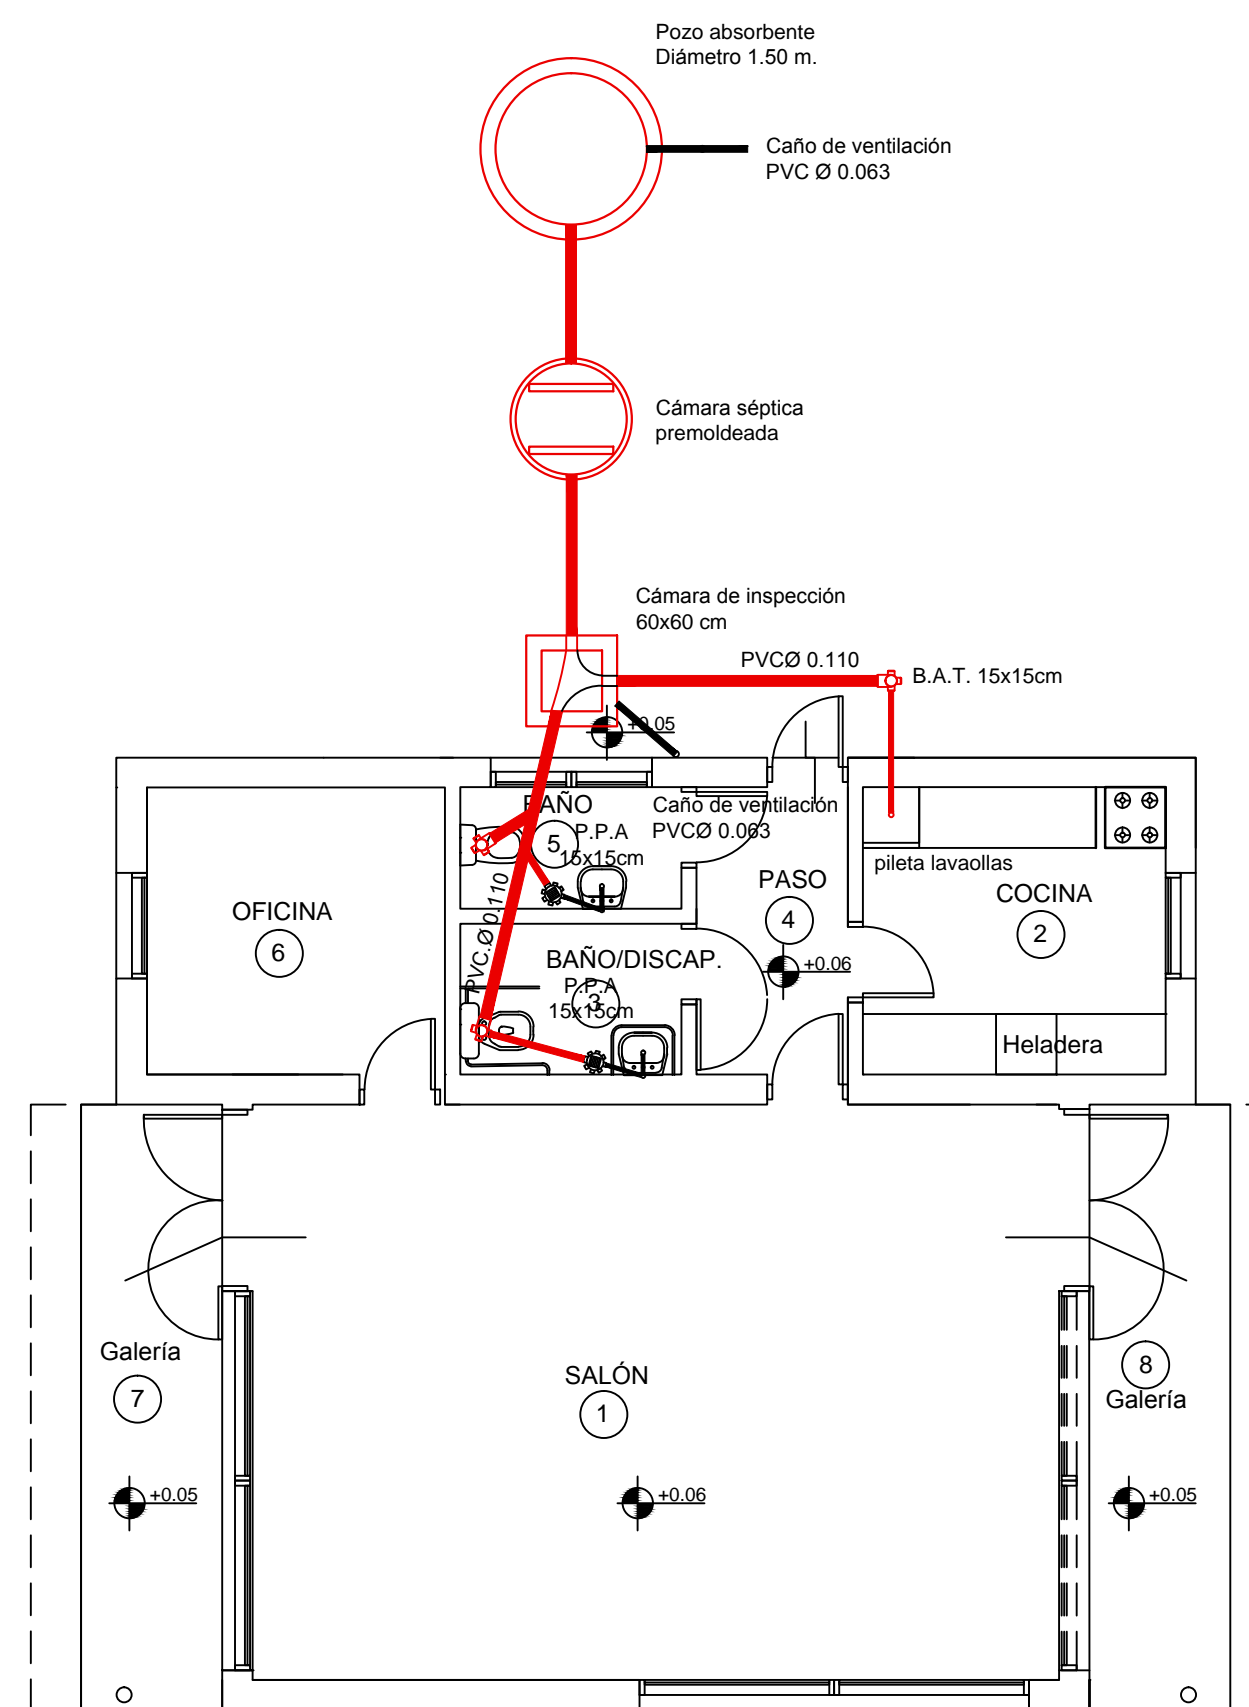 Pozo absorbente
Diámetro 1.50 m.
Caño de ventilación
PVC Ø 0.063
Cámara séptica
premoldeada
Cámara de inspección
60x60 cm
PVCØ 0.110
B.A.T. 15x15cm
+0.05
BAÑO
5
P.P.A
15x15cm
Caño de ventilación
PVCØ 0.063
pileta lavaollas
PASO
4
COCINA
2
OFICINA
6
PVC.Ø 0.110
BAÑO/DISCAP.
3
P.P.A
15x15cm
+0.06
Heladera
Galería
7
SALÓN
1
8
Galería
+0.05
+0.06
+0.05